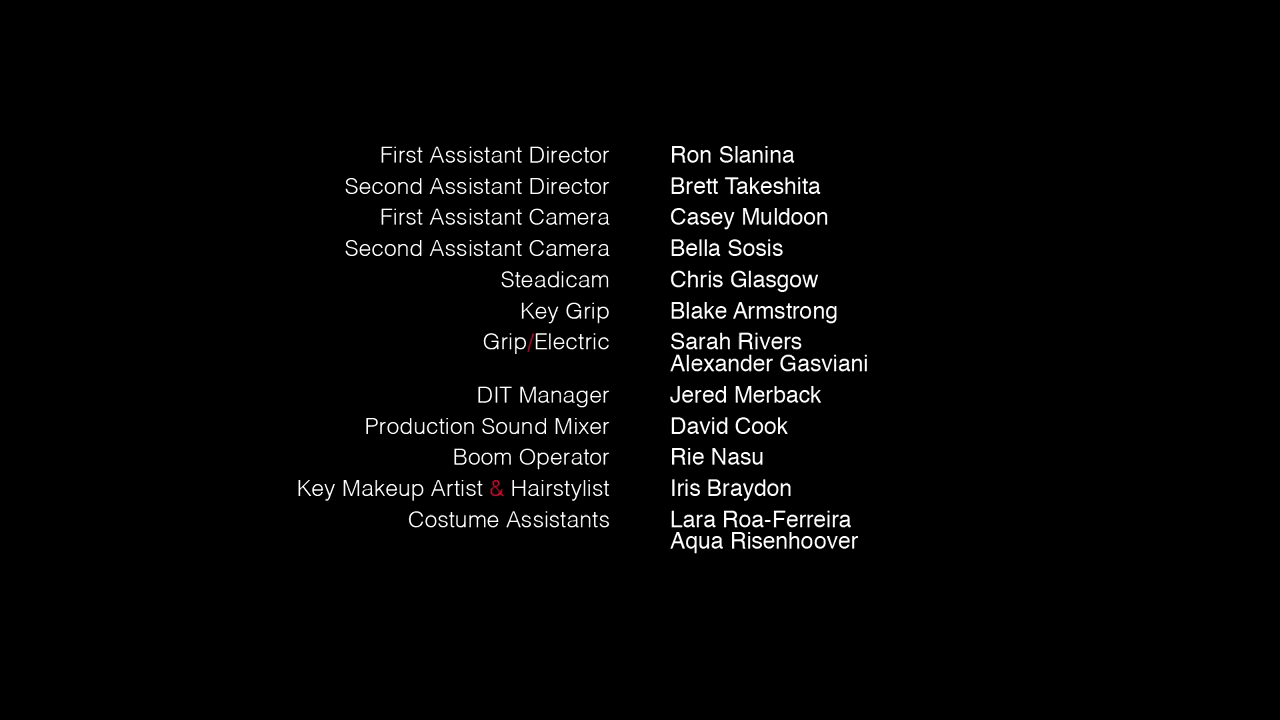 First Assistant Director Ron Slanina
Second Assistant Director Brett Takeshita
First Assistant Camera Casey Muldoon
Second Assistant Camera Bella Sosis
Steadicam Chris Glasgow
Key Grip Blake Armstrong
Grip/Electric Sarah Rivers
Alexander Gasviani
DIT Manager Jered Merback
Production Sound Mixer David Cook
Boom Operator Rie Nasu
Key Makeup Artist & Hairstylist Iris Braydon
Costume Assistants Lara Roa-Ferreira
Aqua Risenhoover